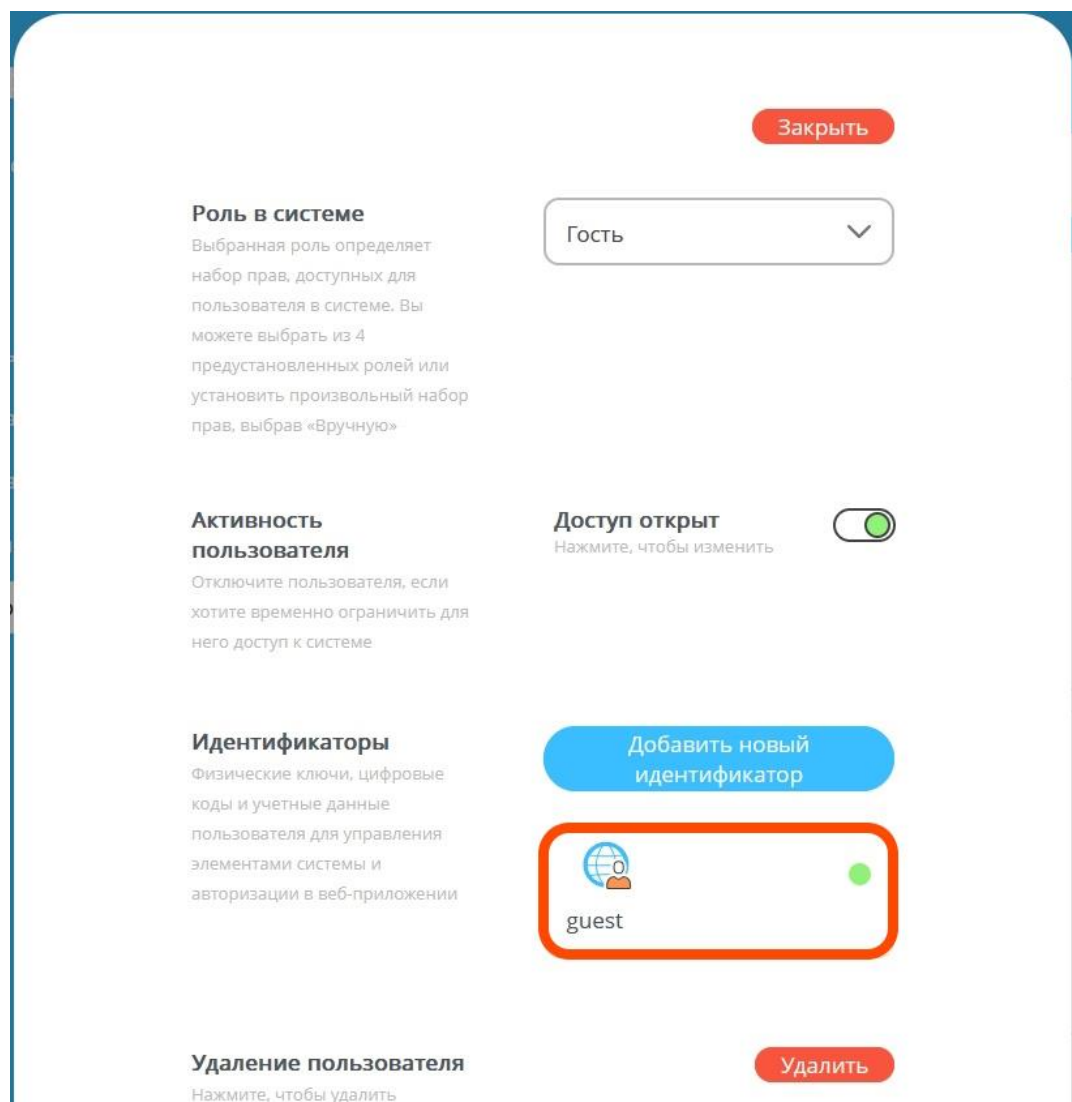 Закрыть
Роль в системе
Гость
Выбранная роль определяет
набор прав, доступных для
пользователя в системе. Вы
можете выбрать из 4
предустановленных ролей или
установить произвольный набор
прав, выбрав «Вручную»
Активность
пользователя
Отключите пользователя, если
хотите временно ограничить для
него доступ к системе
Доступ открыт
Нажмите, чтобы изменить
Идентификаторы
Физические ключи, цифровые
коды и учетные данные
пользователя для управления
элементами системы и
авторизации в веб-приложении
Добавить новый
идентификатор
guest
Удаление пользователя
Нажмите, чтобы удалить
Удалить